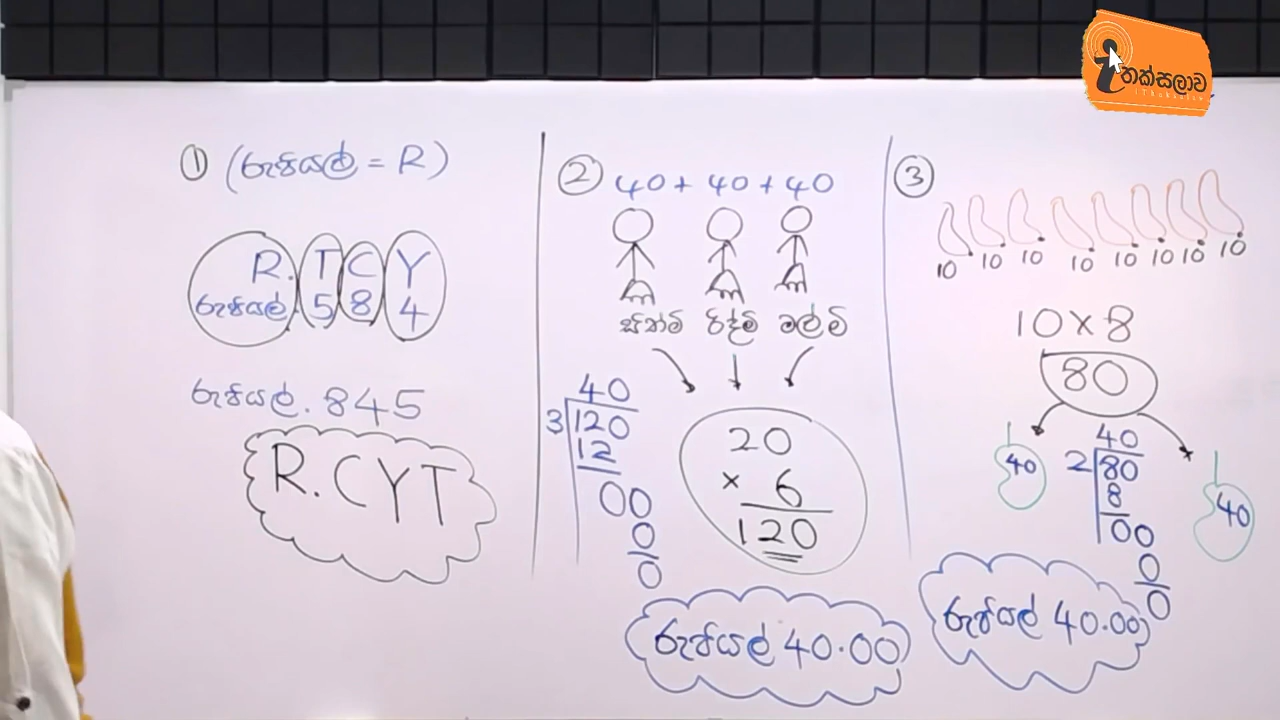 තක්සලාව
iThaksalawa
① (රුපියල් = R)
R. T C Y
රුපියල්. 5 8 4
රුපියල්. 845
R. CYT
② 40 + 40 + 40
රිද්ම්
40
3 120
12
00
0
0
20
× 6
120
රුපියල් 40.00
③
10 10 10 10 10 10 10 10
10 × 8
80
40 40
40
2 80
8
00
0
0
රුපියල් 40.00